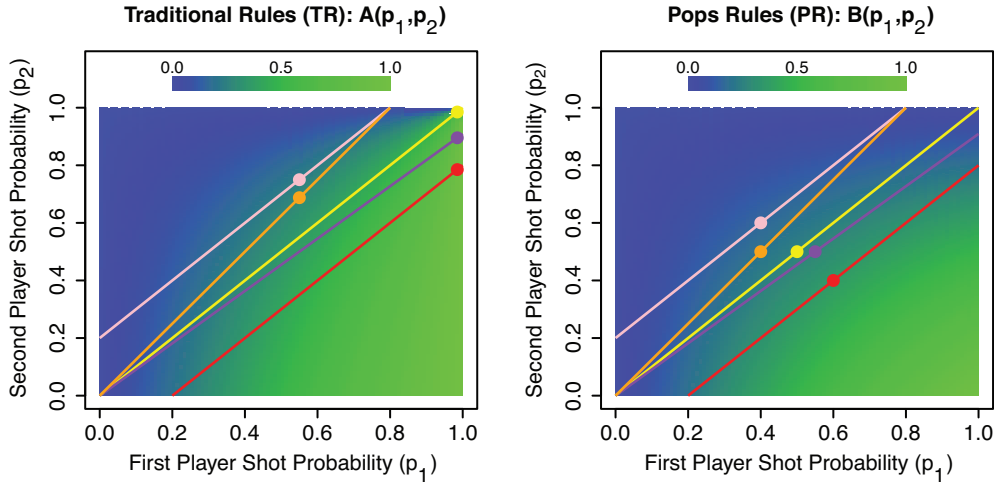 Traditional Rules (TR): A(p1,p2)
0.0 0.5 1.0
Second Player Shot Probability (p2)
1.0
0.8
0.6
0.4
0.2
0.0
0.0 0.2 0.4 0.6 0.8 1.0
First Player Shot Probability (p1)
Pops Rules (PR): B(p1,p2)
0.0 0.5 1.0
Second Player Shot Probability (p2)
1.0
0.8
0.6
0.4
0.2
0.0
0.0 0.2 0.4 0.6 0.8 1.0
First Player Shot Probability (p1)